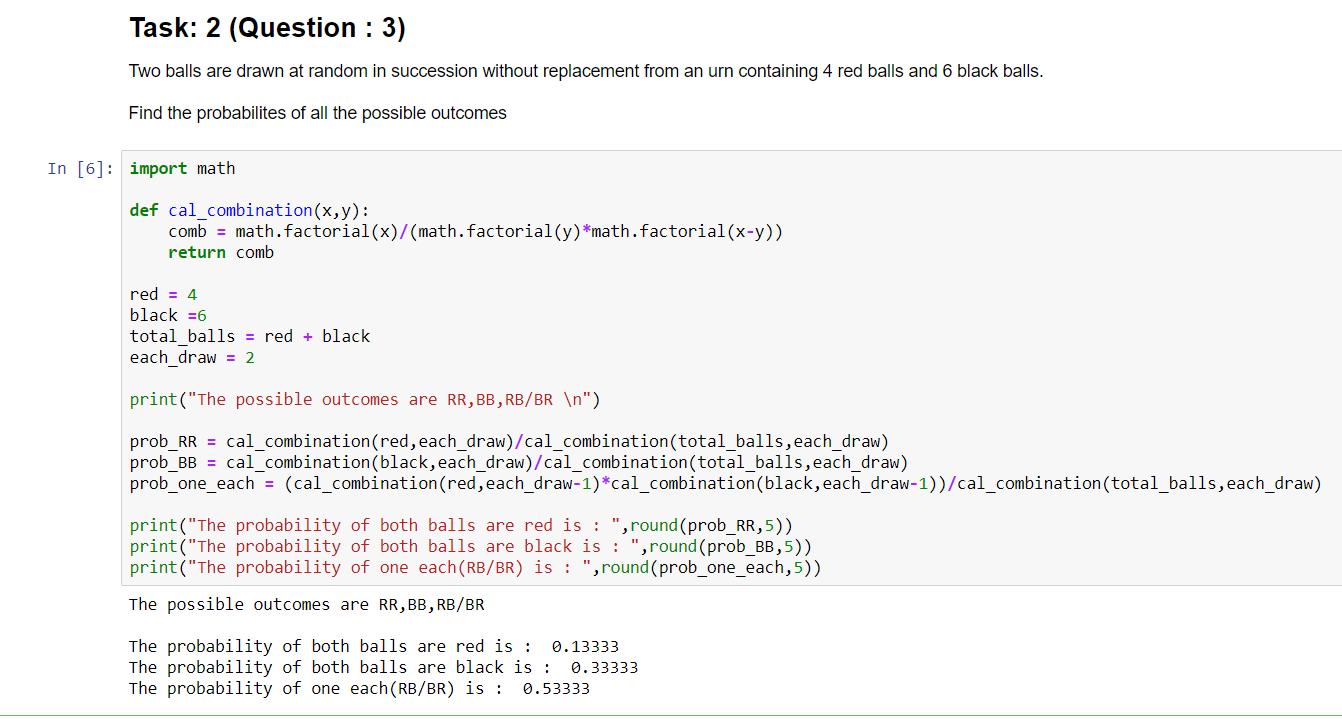 Task: 2 (Question : 3)
Two balls are drawn at random in succession without replacement from an urn containing 4 red balls and 6 black balls.
Find the probabilites of all the possible outcomes
In [6]:
import math
def cal_combination(x,y):
    comb = math.factorial(x)/(math.factorial(y)*math.factorial(x-y))
    return comb
red = 4
black =6
total_balls = red + black
each_draw = 2
print("The possible outcomes are RR,BB,RB/BR \n")
prob_RR = cal_combination(red,each_draw)/cal_combination(total_balls,each_draw)
prob_BB = cal_combination(black,each_draw)/cal_combination(total_balls,each_draw)
prob_one_each = (cal_combination(red,each_draw-1)*cal_combination(black,each_draw-1))/cal_combination(total_balls,each_draw)
print("The probability of both balls are red is : ",round(prob_RR,5))
print("The probability of both balls are black is : ",round(prob_BB,5))
print("The probability of one each(RB/BR) is : ",round(prob_one_each,5))
The possible outcomes are RR,BB,RB/BR
The probability of both balls are red is :  0.13333
The probability of both balls are black is :  0.33333
The probability of one each(RB/BR) is :  0.53333